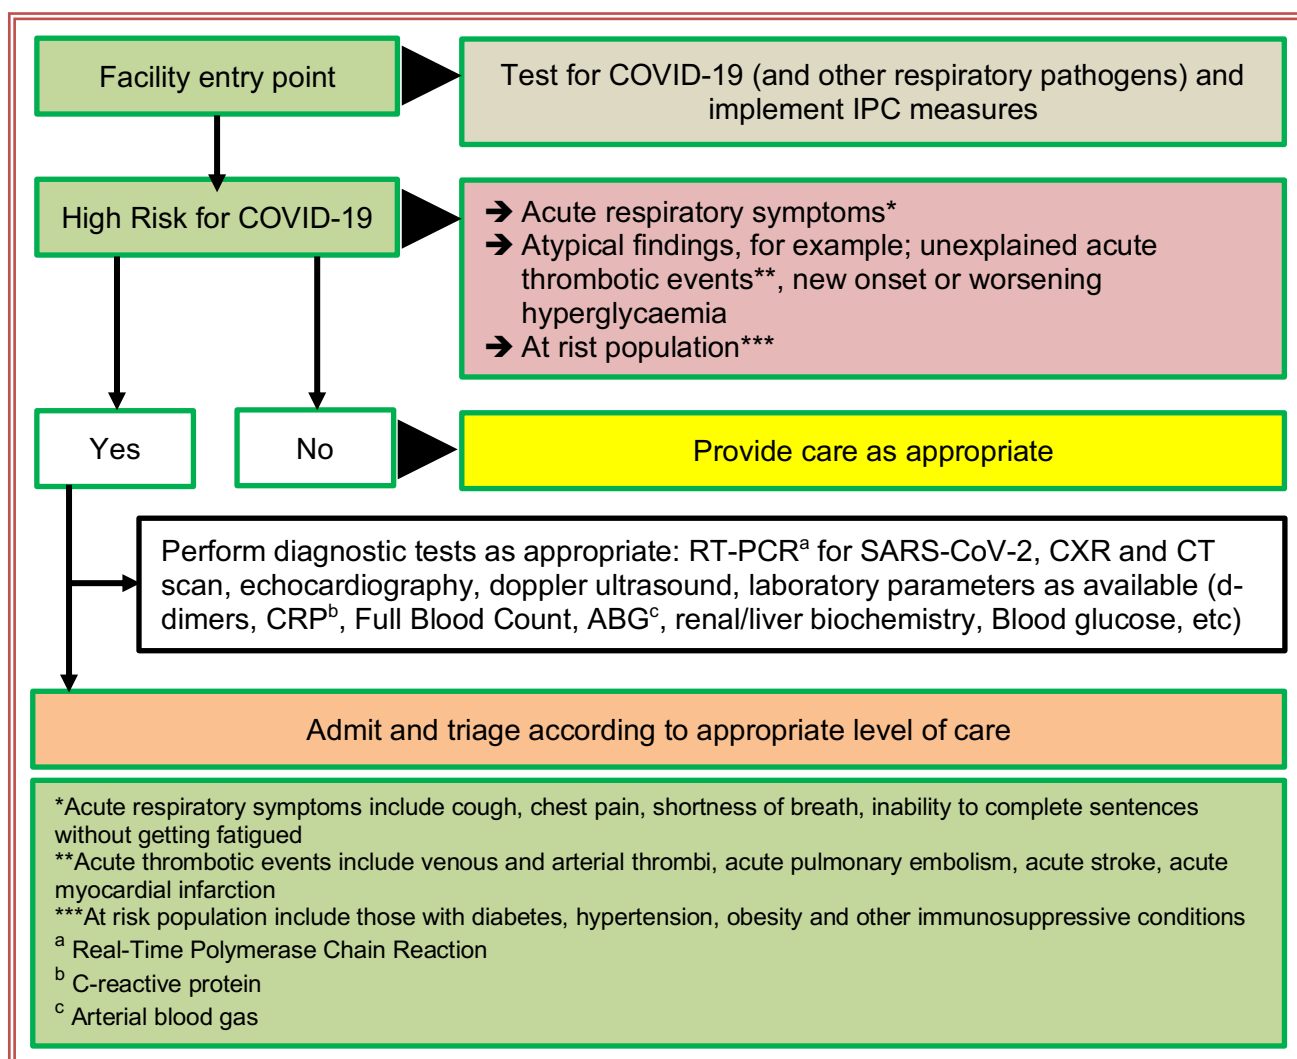 Facility entry point
Test for COVID-19 (and other respiratory pathogens) and
implement IPC measures
High Risk for COVID-19
➔ Acute respiratory symptoms*
➔ Atypical findings, for example; unexplained acute
thrombotic events**, new onset or worsening
hyperglycaemia
➔ At rist population***
Yes
No
Provide care as appropriate
Perform diagnostic tests as appropriate: RT-PCRᵃ for SARS-CoV-2, CXR and CT
scan, echocardiography, doppler ultrasound, laboratory parameters as available (d-
dimers, CRPᵇ, Full Blood Count, ABGᶜ, renal/liver biochemistry, Blood glucose, etc)
Admit and triage according to appropriate level of care
*Acute respiratory symptoms include cough, chest pain, shortness of breath, inability to complete sentences
without getting fatigued
**Acute thrombotic events include venous and arterial thrombi, acute pulmonary embolism, acute stroke, acute
myocardial infarction
***At risk population include those with diabetes, hypertension, obesity and other immunosuppressive conditions
ᵃ Real-Time Polymerase Chain Reaction
ᵇ C-reactive protein
ᶜ Arterial blood gas